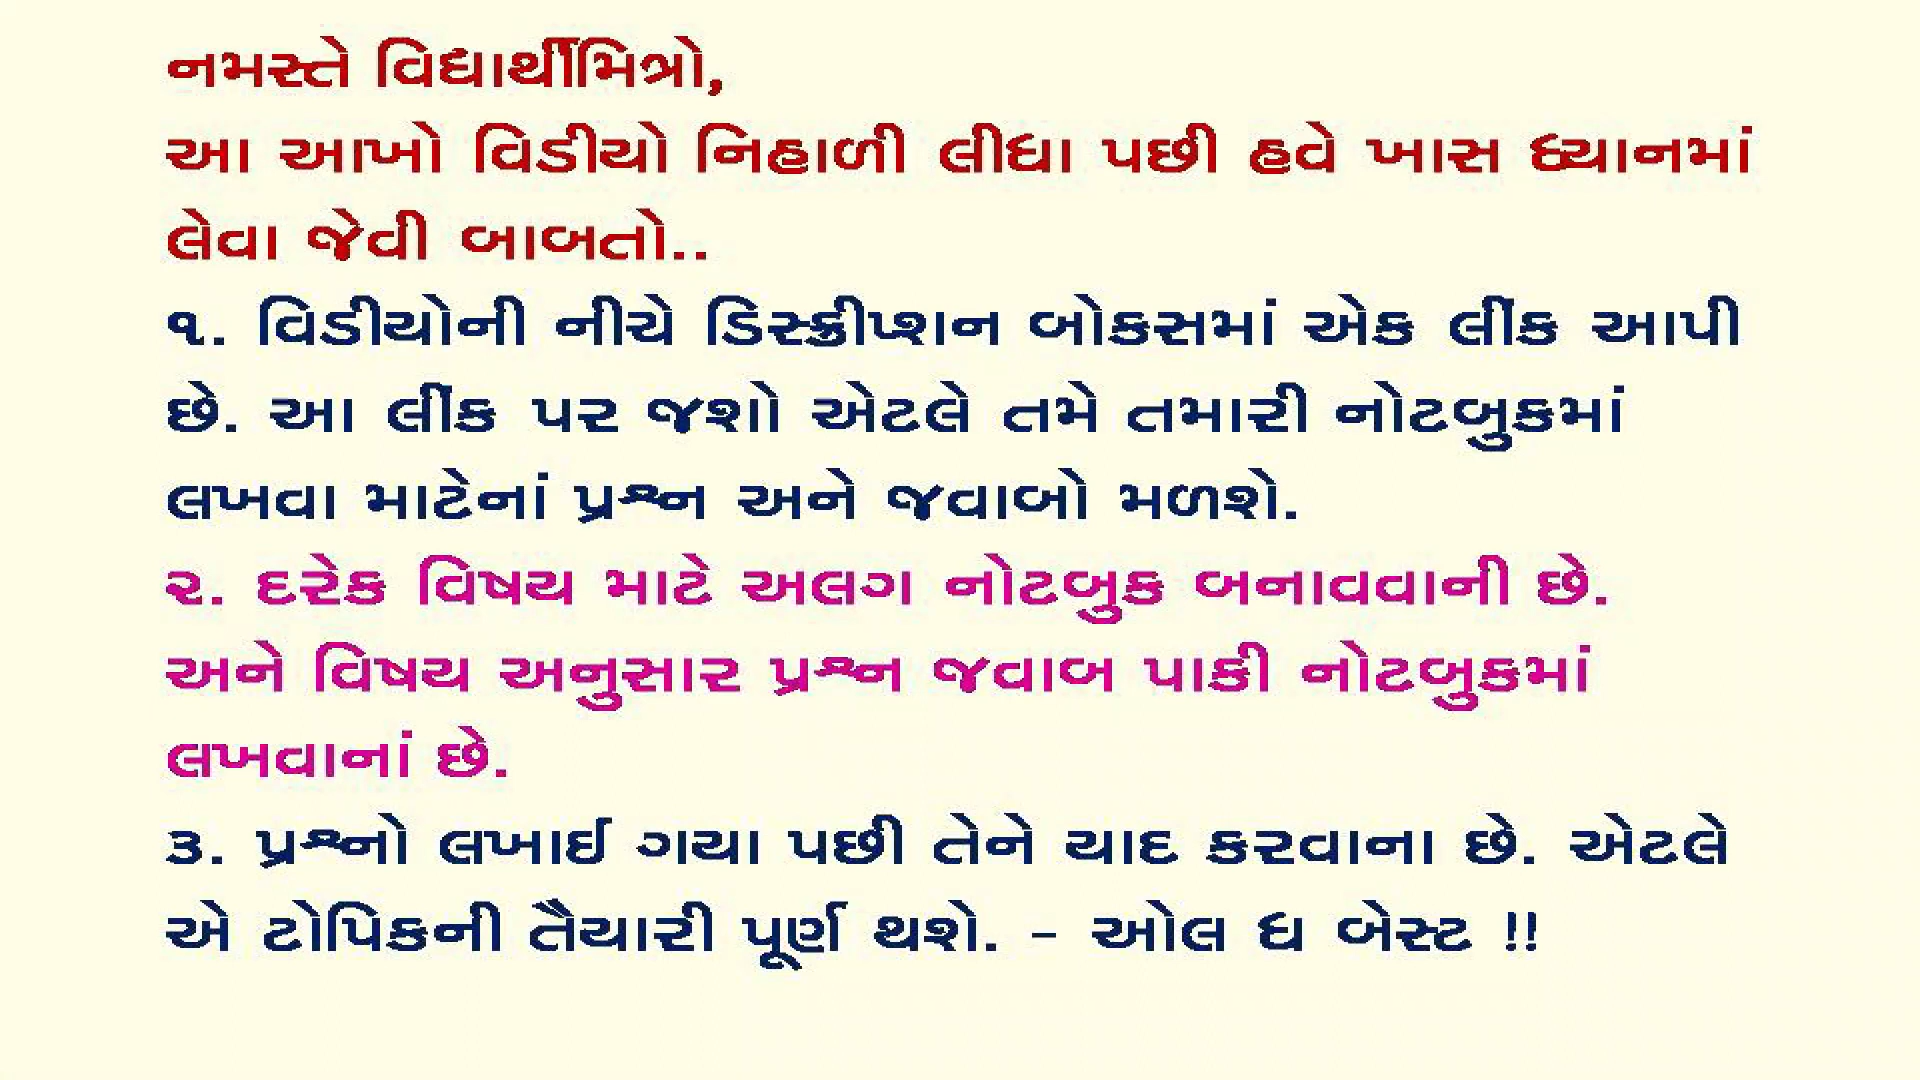 નમસ્તે વિદ્યાર્થીમિત્રો,
આ આખો વિડીયો નિહાળી લીધા પછી હવે ખાસ ધ્યાનમાં
લેવા જેવી બાબતો..
૧. વિડીયોની નીચે ડિસ્ક્રીપ્શન બોકસમાં એક લીંક આપી
છે. આ લીંક પર જશો એટલે તમે તમારી નોટબુકમાં
લખવા માટેનાં પ્રશ્ન અને જવાબો મળશે.
૨. દરેક વિષય માટે અલગ નોટબુક બનાવવાની છે.
અને વિષય અનુસાર પ્રશ્ન જવાબ પાકી નોટબુકમાં
લખવાનાં છે.
૩. પ્રશ્નો લખાઈ ગયા પછી તેને યાદ કરવાના છે. એટલે
એ ટોપિકની તૈયારી પૂર્ણ થશે. - ઓલ ધ બેસ્ટ !!